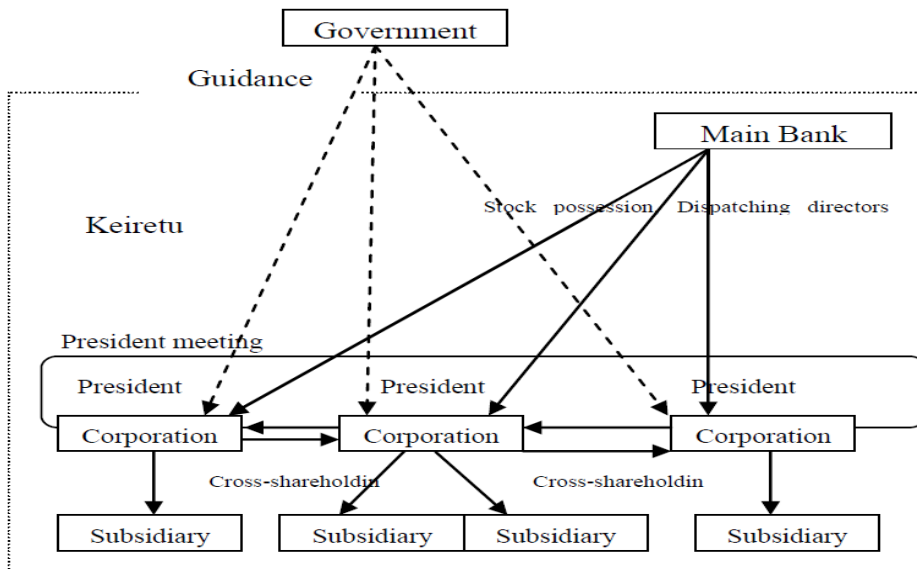 Government
Guidance
Main Bank
Stock possession Dispatching directors
Keiretu
President meeting
President President President
Corporation Corporation Corporation
Cross-shareholdin Cross-shareholdin
Subsidiary Subsidiary Subsidiary Subsidiary